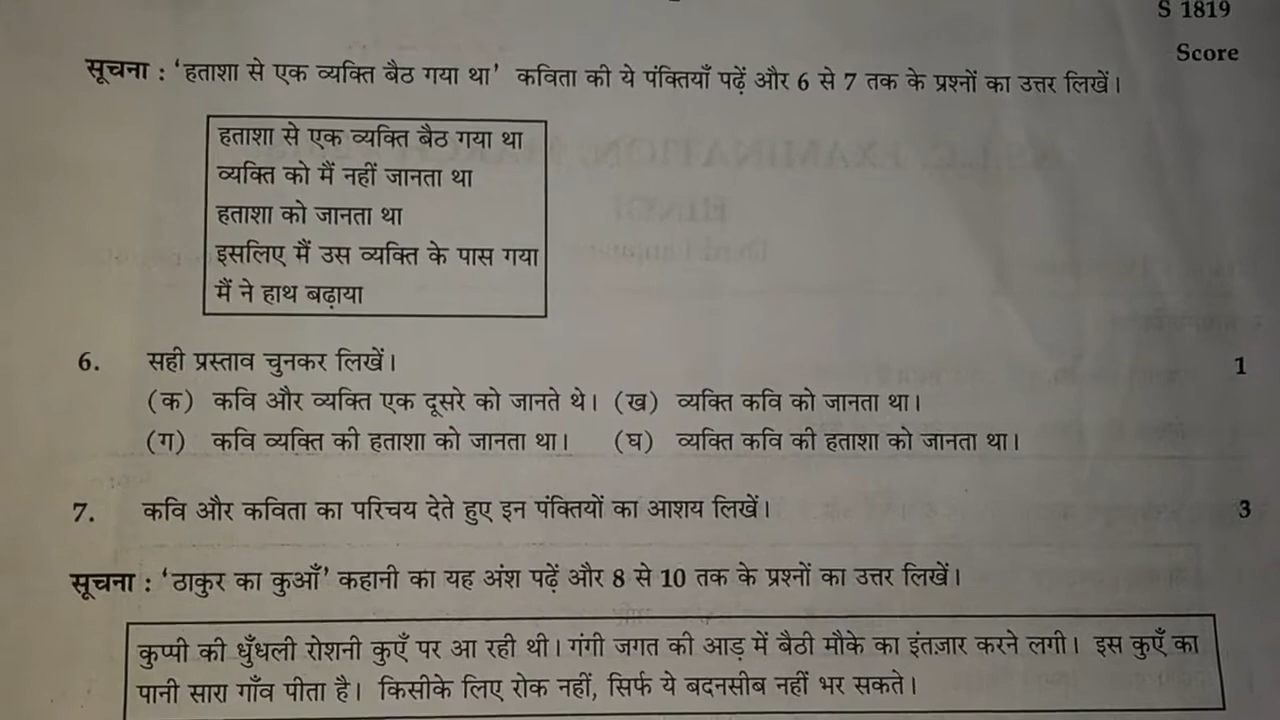 S 1819
Score
सूचना : 'हताशा से एक व्यक्ति बैठ गया था' कविता की ये पंक्तियाँ पढ़ें और 6 से 7 तक के प्रश्नों का उत्तर लिखें।
हताशा से एक व्यक्ति बैठ गया था
व्यक्ति को मैं नहीं जानता था
हताशा को जानता था
इसलिए मैं उस व्यक्ति के पास गया
मैं ने हाथ बढ़ाया
6. सही प्रस्ताव चुनकर लिखें। 1
(क) कवि और व्यक्ति एक दूसरे को जानते थे। (ख) व्यक्ति कवि को जानता था।
(ग) कवि व्यक्ति की हताशा को जानता था। (घ) व्यक्ति कवि की हताशा को जानता था।
7. कवि और कविता का परिचय देते हुए इन पंक्तियों का आशय लिखें। 3
सूचना : 'ठाकुर का कुआँ' कहानी का यह अंश पढ़ें और 8 से 10 तक के प्रश्नों का उत्तर लिखें।
कुप्पी की धुँधली रोशनी कुएँ पर आ रही थी। गंगी जगत की आड़ में बैठी मौके का इंतज़ार करने लगी। इस कुएँ का
पानी सारा गाँव पीता है। किसीके लिए रोक नहीं, सिर्फ ये बदनसीब नहीं भर सकते।